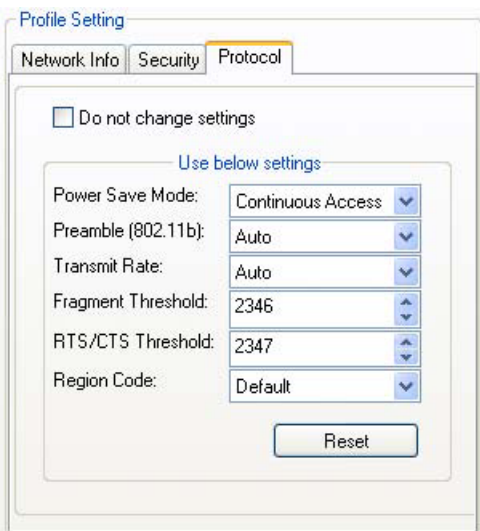 Profile Setting
Network Info Security Protocol
Do not change settings
Use below settings
Power Save Mode: Continuous Access
Preamble (802.11b): Auto
Transmit Rate: Auto
Fragment Threshold: 2346
RTS/CTS Threshold: 2347
Region Code: Default
Reset